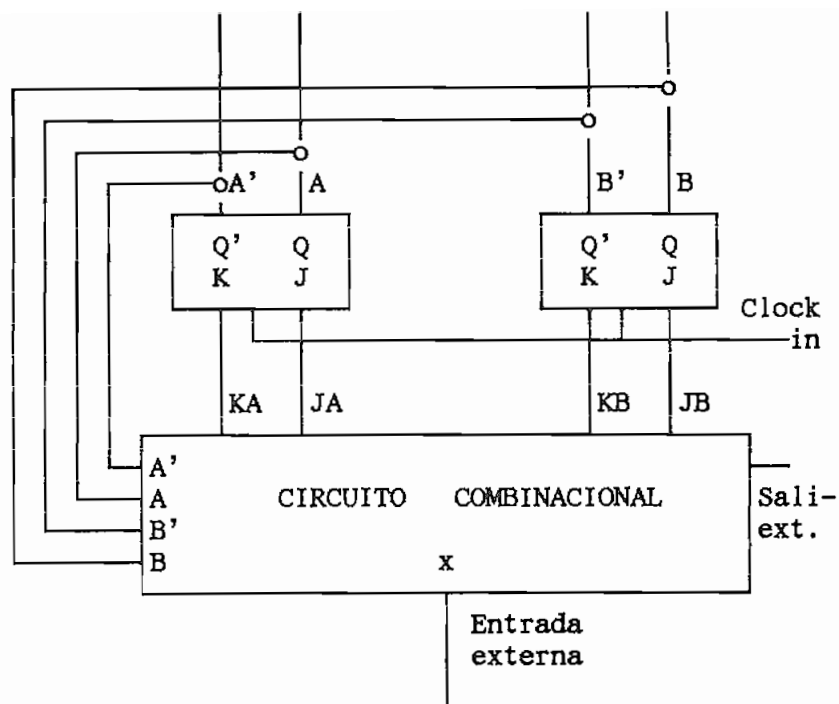 A' A B' B
Q' Q Q' Q
K J K J
Clock
in
KA JA KB JB
A'
A CIRCUITO COMBINACIONAL Sali-
B' ext.
B x
Entrada
externa